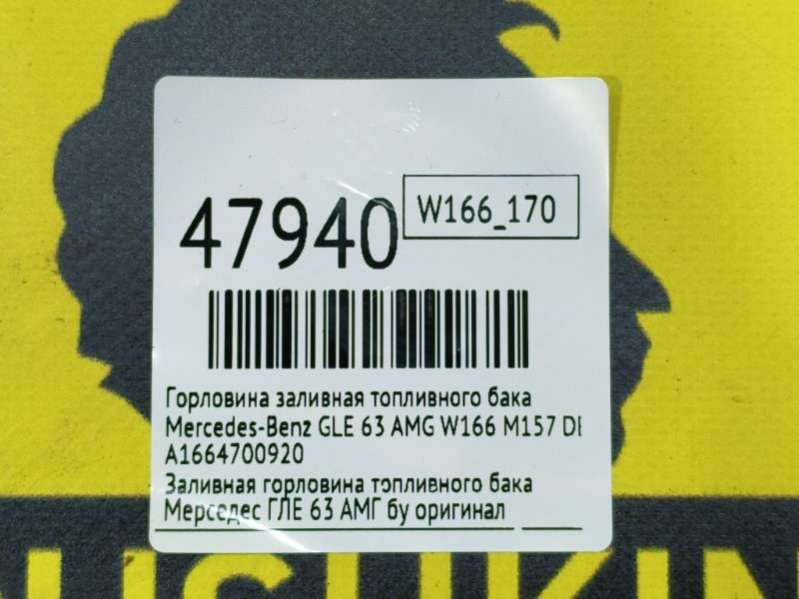 47940
W166_170
Горловина заливная топливного бака
Mercedes-Benz GLE 63 AMG W166 M157 DE
A1664700920
Заливная горловина топливного бака
Мерседес ГЛЕ 63 АМГ бу оригинал